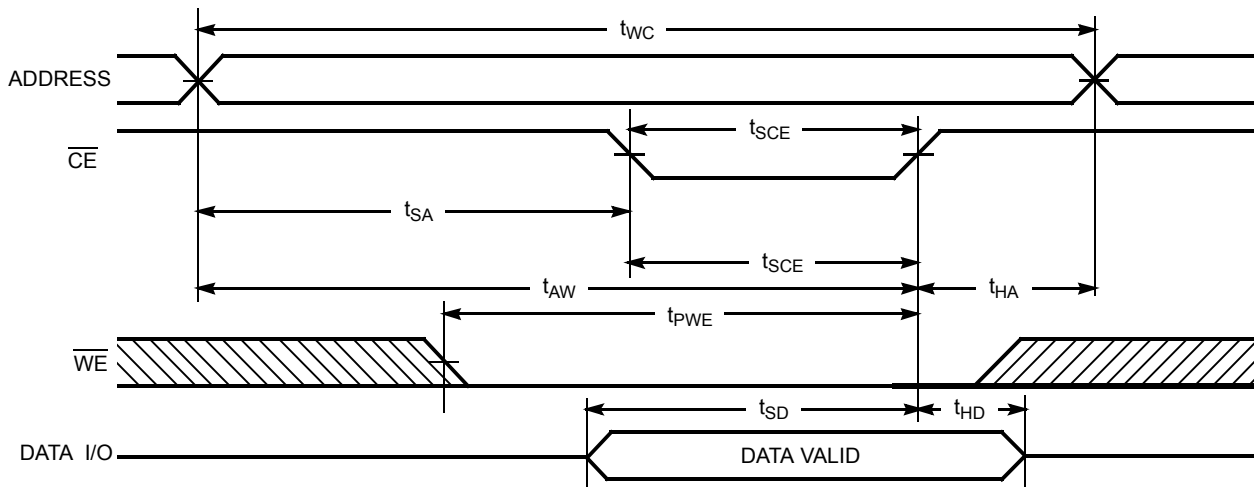 tWC
ADDRESS
tSCE
CE
tSA
tSCE
tAW
tHA
tPWE
WE
tSD
tHD
DATA I/O
DATA VALID